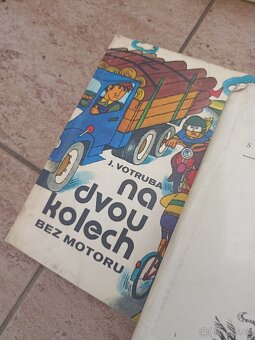 J. VOTRUBA
na
dvou
kolech
BEZ MOTORU